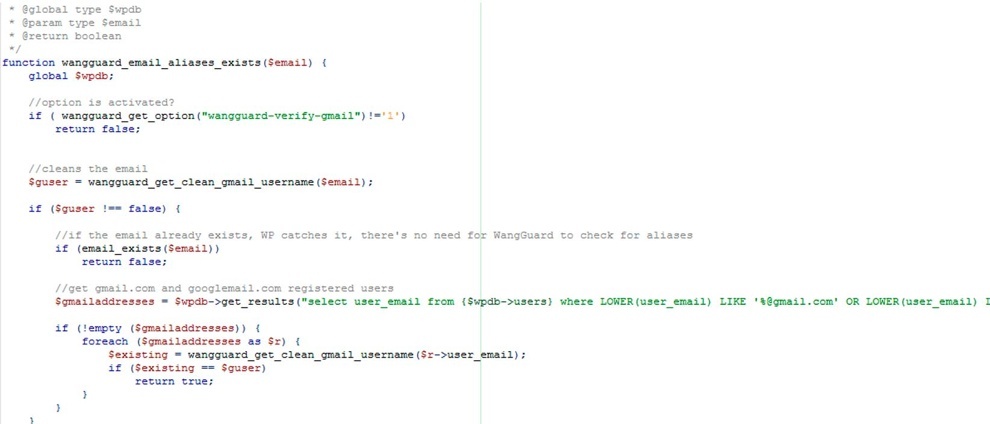 * @global type $wpdb
* @param type $email
* @return boolean
*/
function wangguard_email_aliases_exists($email) {
global $wpdb;
//option is activated?
if ( wangguard_get_option("wangguard-verify-gmail")!='1')
return false;
//cleans the email
$guser = wangguard_get_clean_gmail_username($email);
if ($guser !== false) {
//if the email already exists, WP catches it, there's no need for WangGuard to check for aliases
if (email_exists($email))
return false;
//get gmail.com and googlemail.com registered users
$gmailaddresses = $wpdb->get_results("select user_email from {$wpdb->users} where LOWER(user_email) LIKE '%@gmail.com' OR LOWER(user_email)
if (!empty ($gmailaddresses)) {
foreach ($gmailaddresses as $r) {
$existing = wangguard_get_clean_gmail_username($r->user_email);
if ($existing == $guser)
return true;
}
}
}